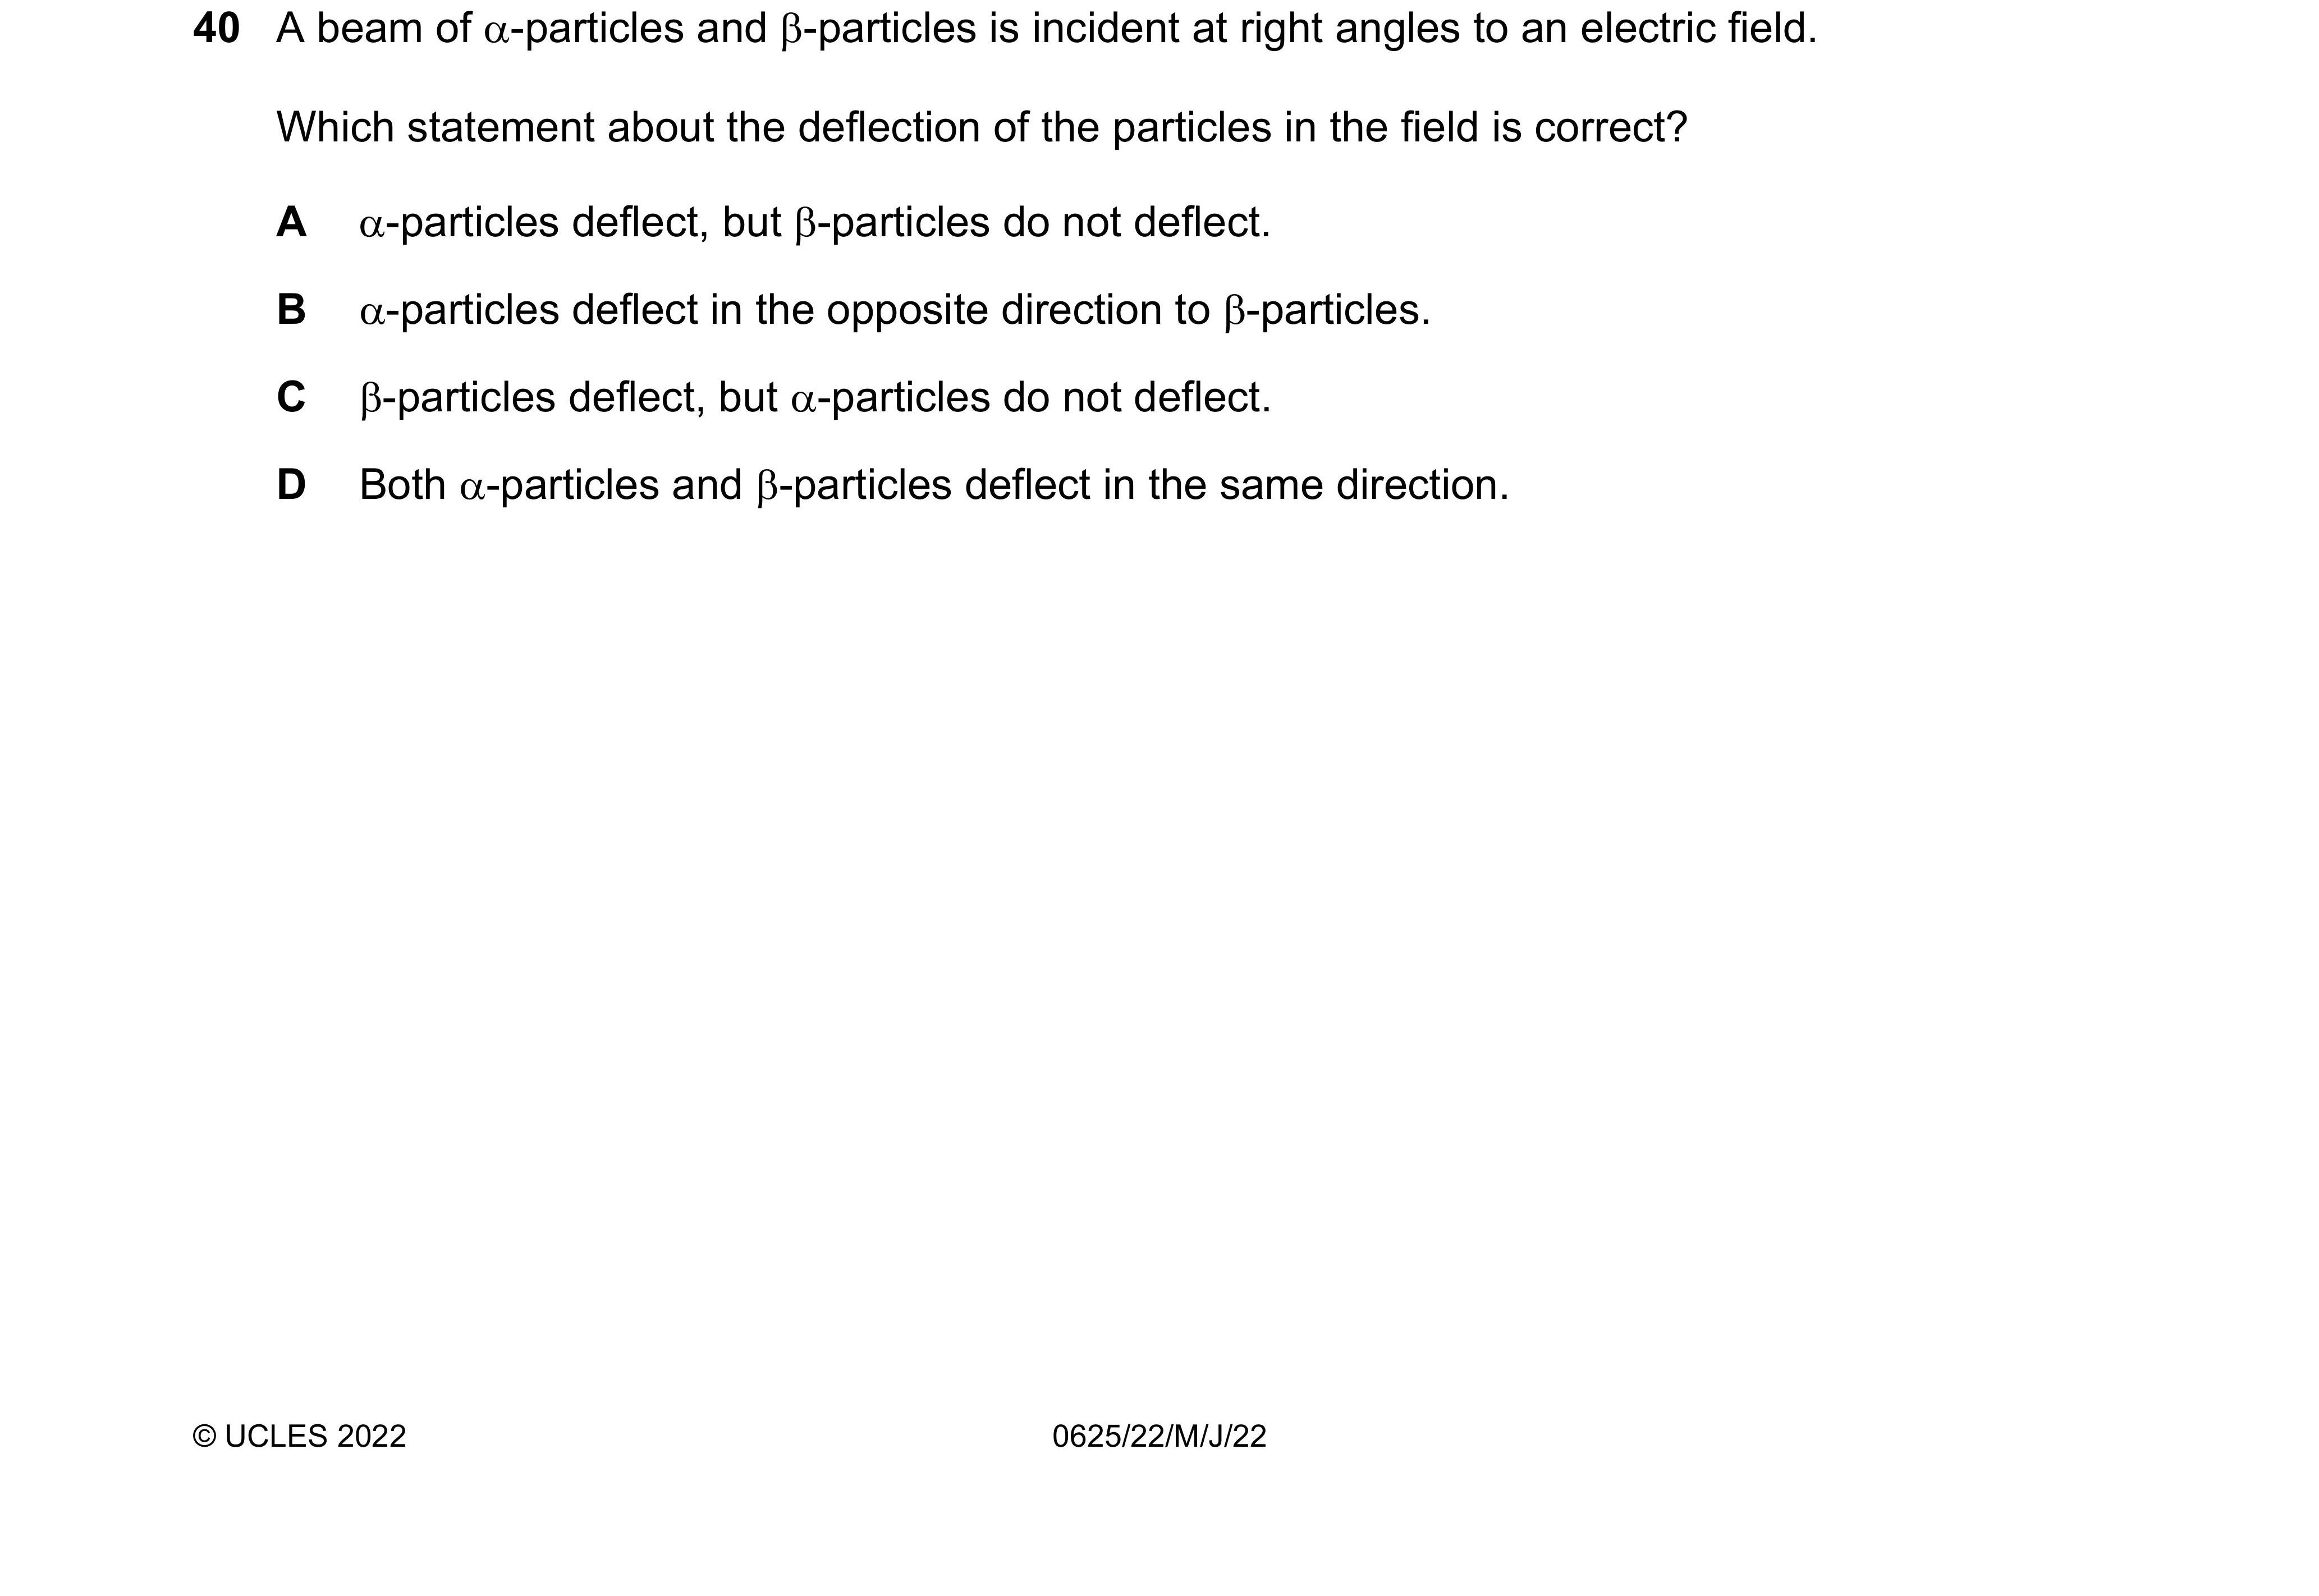 40 A beam of α-particles and β-particles is incident at right angles to an electric field.
Which statement about the deflection of the particles in the field is correct?
A α-particles deflect, but β-particles do not deflect.
B α-particles deflect in the opposite direction to β-particles.
C β-particles deflect, but α-particles do not deflect.
D Both α-particles and β-particles deflect in the same direction.
© UCLES 2022 0625/22/M/J/22